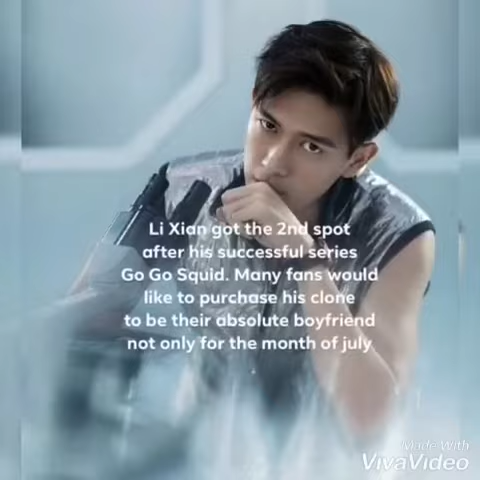 Li Xian got the 2nd spot
after his successful series
Go Go Squid. Many fans would
like to purchase his clone
to be their absolute boyfriend
not only for the month of july
Made With
VivaVideo